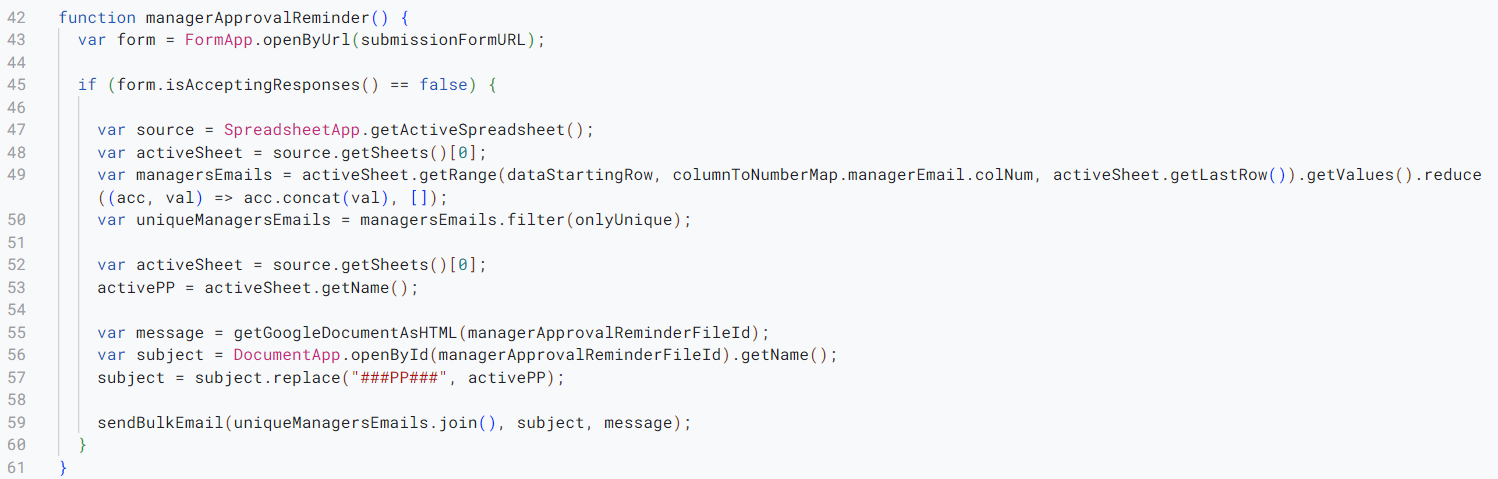 42 function managerApprovalReminder() {
43 var form = FormApp.openByUrl(submissionFormURL);
44
45 if (form.isAcceptingResponses() == false) {
46
47 var source = SpreadsheetApp.getActiveSpreadsheet();
48 var activeSheet = source.getSheets()[0];
49 var managersEmails = activeSheet.getRange(dataStartingRow, columnToNumberMap.managerEmail.colNum, activeSheet.getLastRow()).getValues().reduce
((acc, val) => acc.concat(val), []);
50 var uniqueManagersEmails = managersEmails.filter(onlyUnique);
51
52 var activeSheet = source.getSheets()[0];
53 activePP = activeSheet.getName();
54
55 var message = getGoogleDocumentAsHTML(managerApprovalReminderFileId);
56 var subject = DocumentApp.openById(managerApprovalReminderFileId).getName();
57 subject = subject.replace("###PP###", activePP);
58
59 sendBulkEmail(uniqueManagersEmails.join(), subject, message);
60 }
61 }